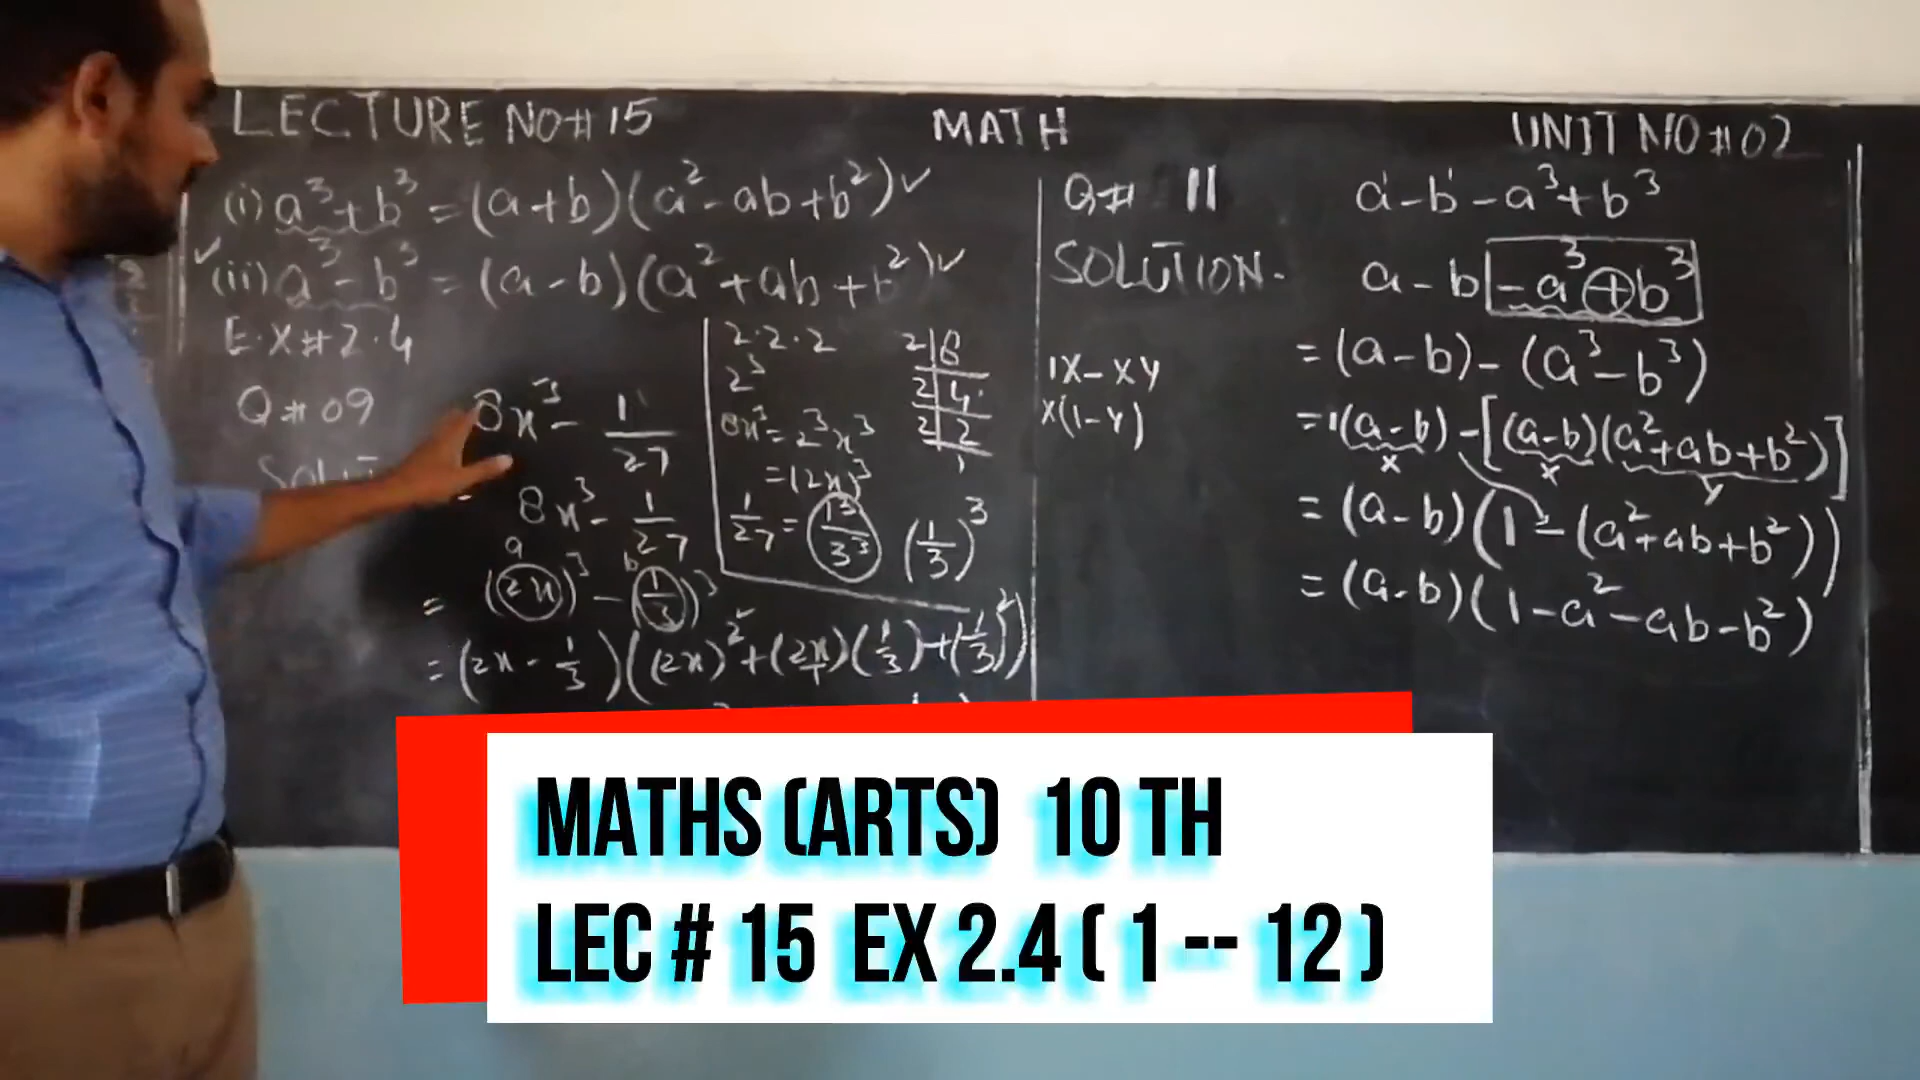 LECTURE NO# 15 MATH UNIT NO#02
(i) a³+b³ = (a+b)(a²-ab+b²)✓
✓(ii) a³-b³ = (a-b)(a²+ab+b²)✓
E.X#2.4
Q#09 8x³ - 1/27
8x³ - 1/27
= (2x)³ - (1/3)³
a b
= (2x - 1/3)((2x)²+(2x/1)(1/3)+(1/3)²)
2.2.2
2³
8x³=2³x³
=(2x)³
1/27 = 1³/3³ (1/3)³
2|8
2|4
2|2
1
Q# 11 a-b-a³+b³
SOLUTION. a-b -a³+b³
= (a-b)-(a³-b³)
1X-XY
X(1-Y)
=1(a-b)-[(a-b)(a²+ab+b²)]
x x y
= (a-b)(1-(a²+ab+b²))
= (a-b)(1-a²-ab-b²)
MATHS (ARTS) 10 TH
LEC # 15 EX 2.4 ( 1 -- 12 )